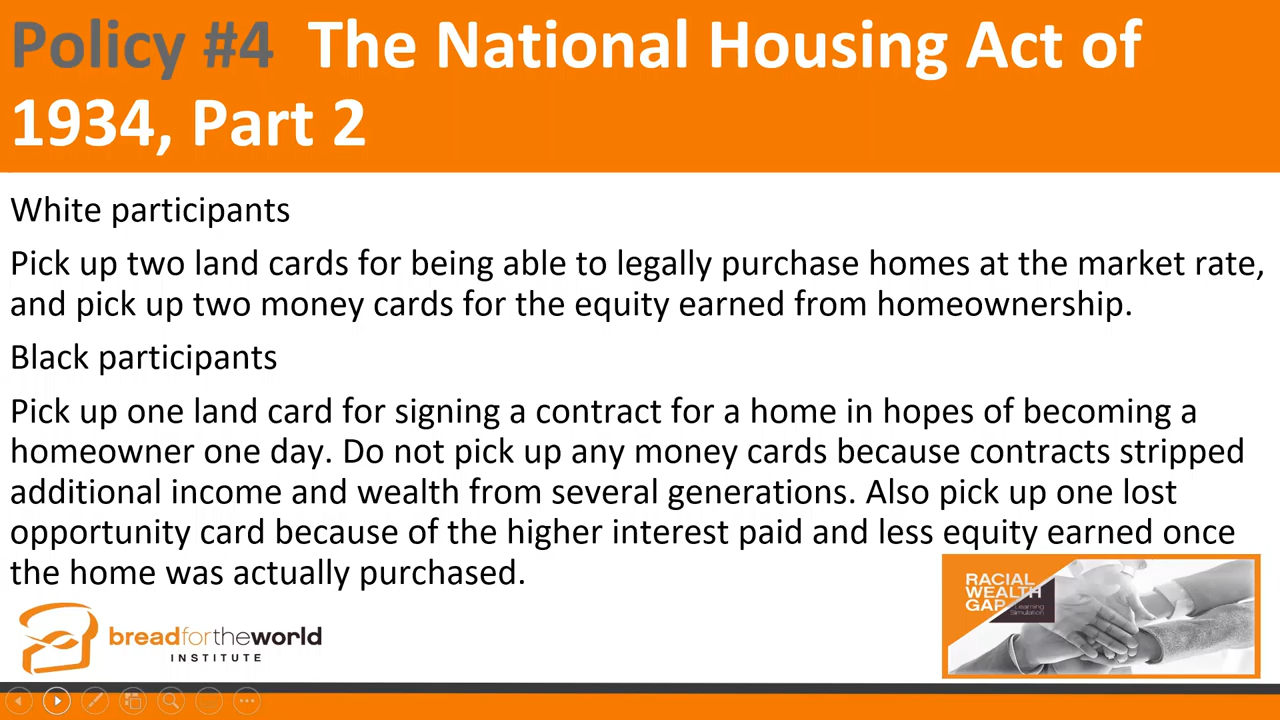 Policy #4 The National Housing Act of
1934, Part 2
White participants
Pick up two land cards for being able to legally purchase homes at the market rate,
and pick up two money cards for the equity earned from homeownership.
Black participants
Pick up one land card for signing a contract for a home in hopes of becoming a
homeowner one day. Do not pick up any money cards because contracts stripped
additional income and wealth from several generations. Also pick up one lost
opportunity card because of the higher interest paid and less equity earned once
the home was actually purchased.
RACIAL
WEALTH
GAP Learning
Simulation
breadfortheworld
INSTITUTE